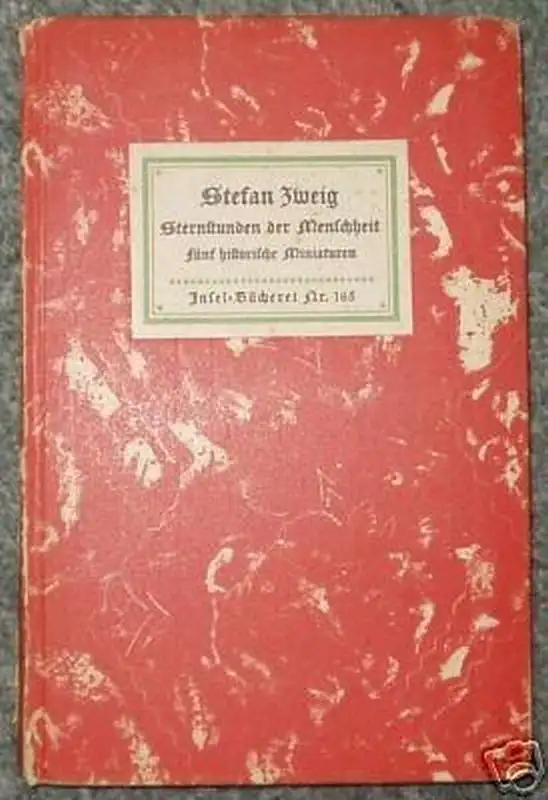 Stefan Zweig
Sternstunden der Menschheit
Fünf historische Miniaturen
Insel-Bücherei Nr. 165